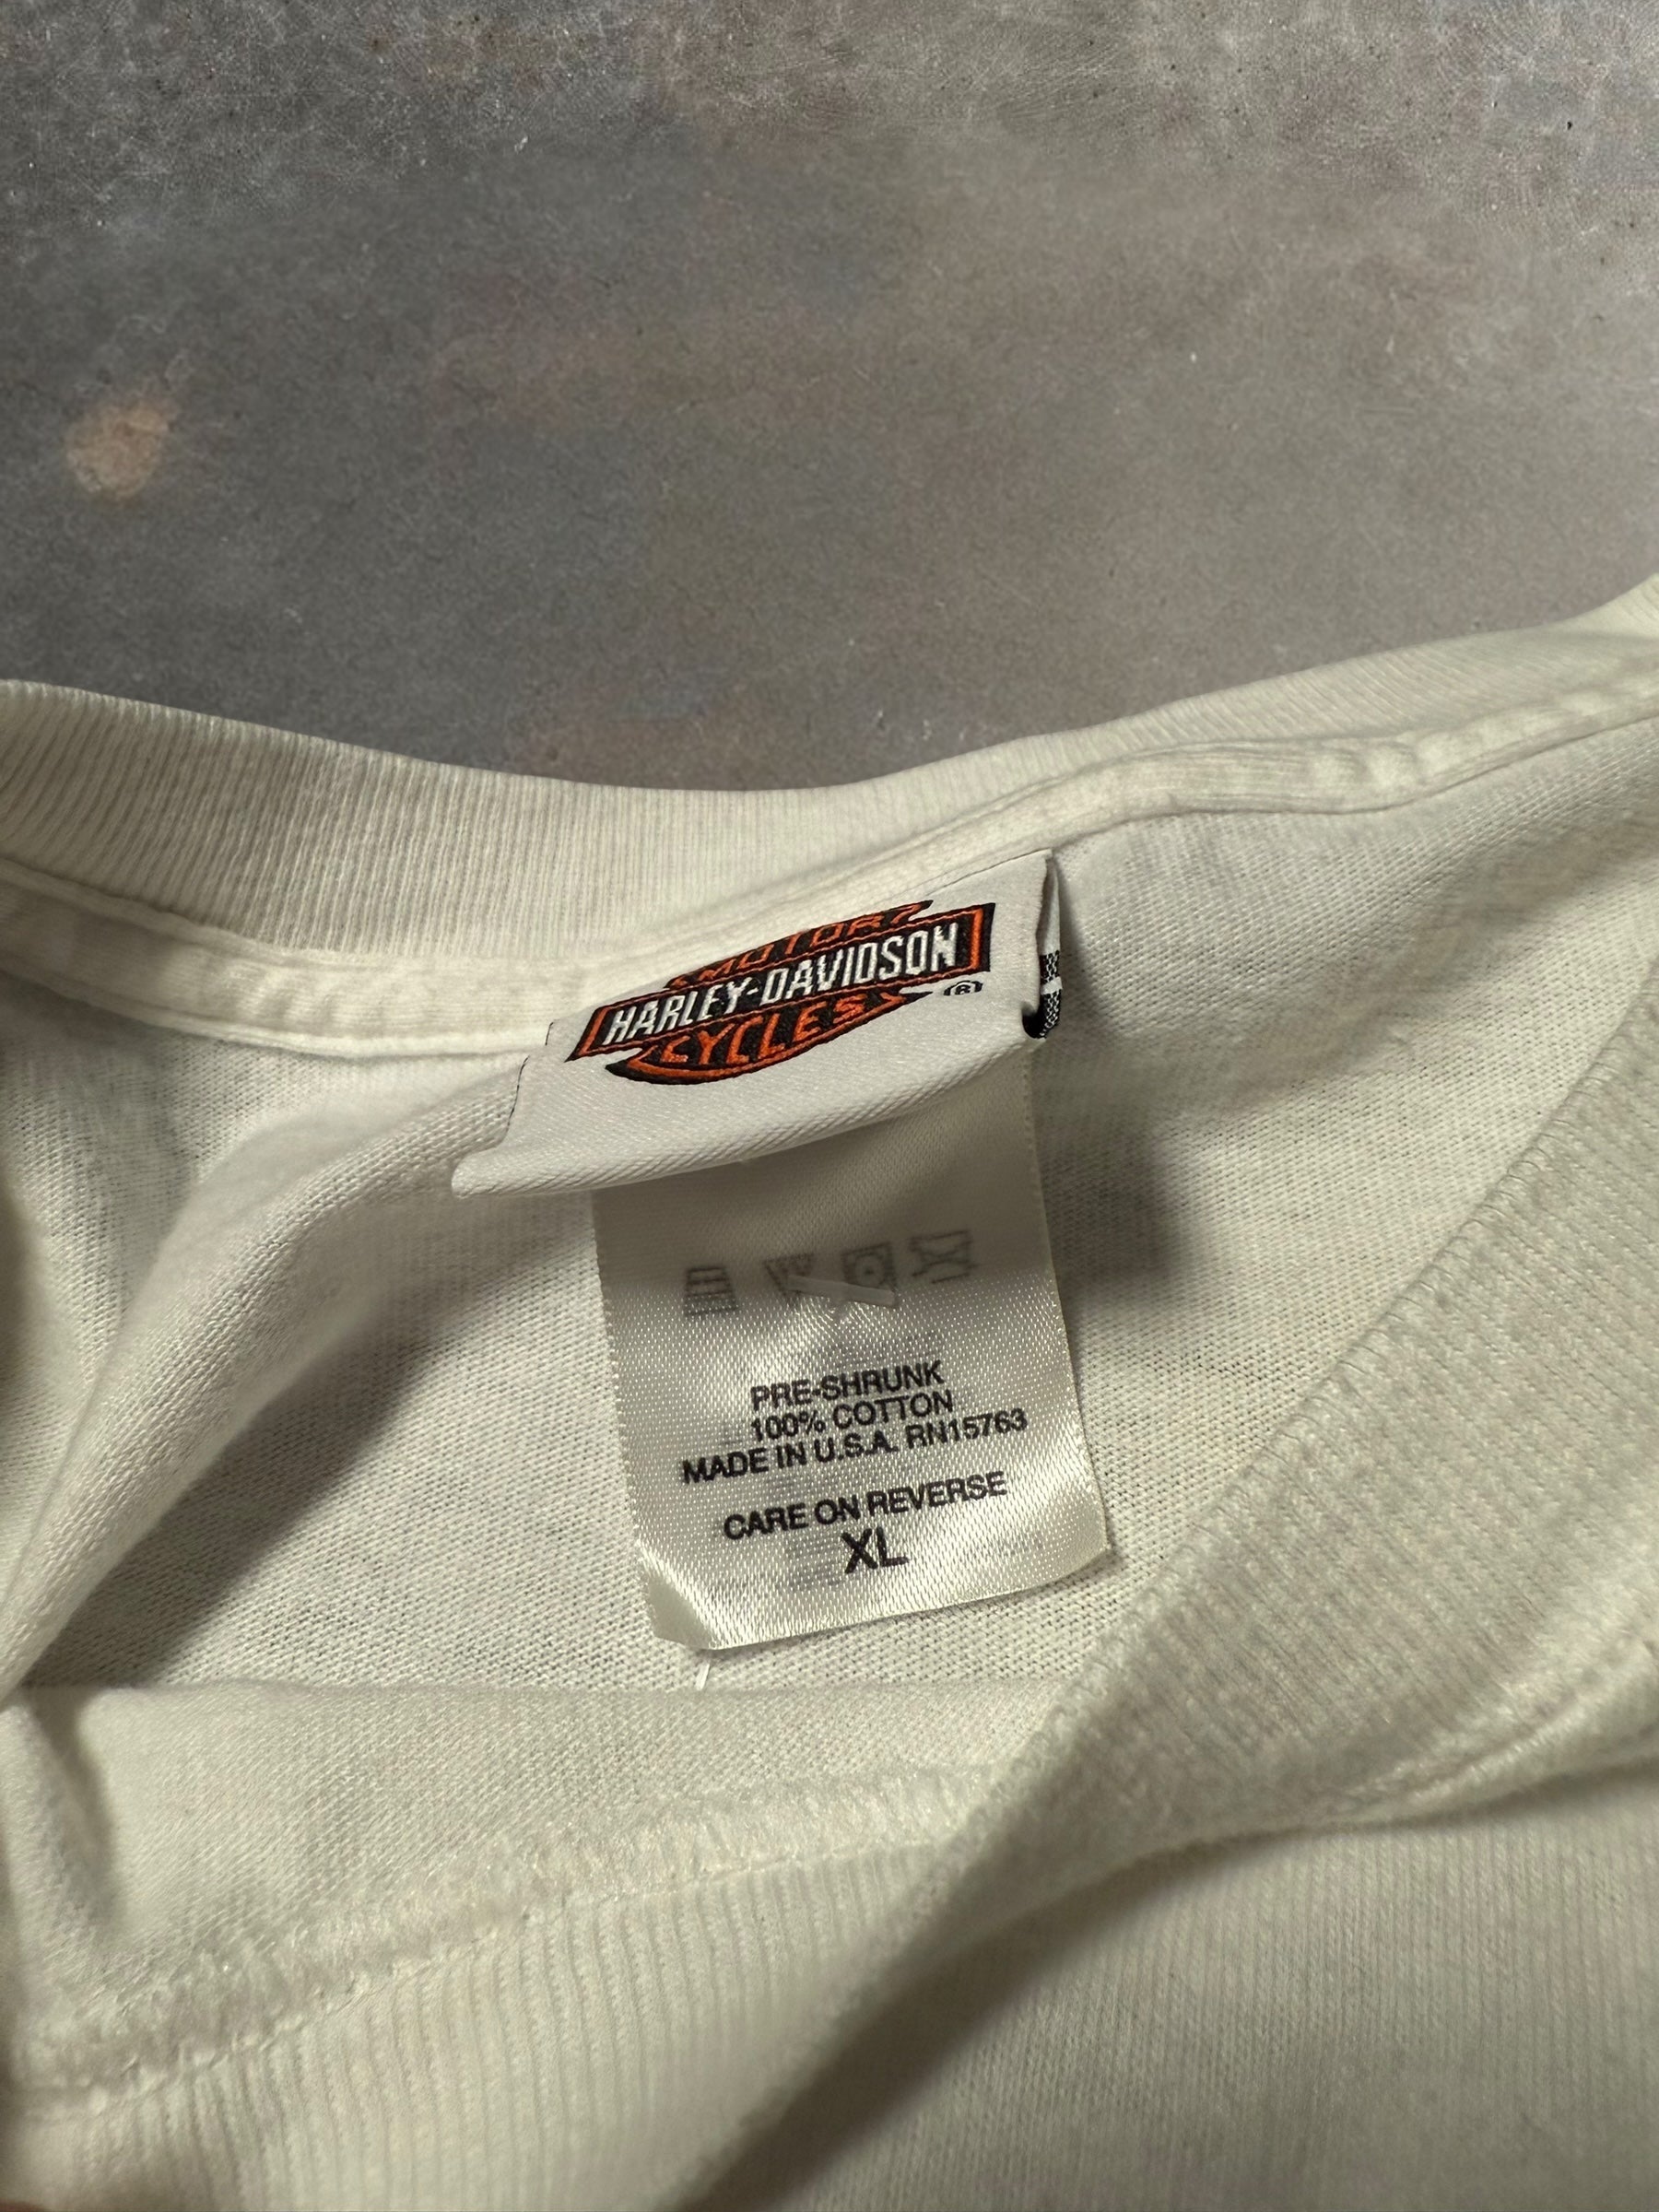 MOTOR
HARLEY-DAVIDSON
CYCLES
®
PRE-SHRUNK
100% COTTON
MADE IN U.S.A. RN15763
CARE ON REVERSE
XL